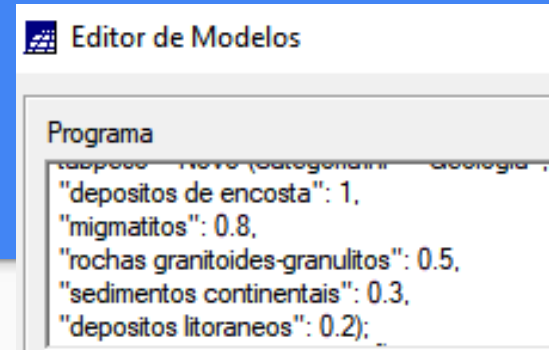 Editor de Modelos
Programa
"depositos de encosta": 1,
"migmatitos": 0.8,
"rochas granitoides-granulitos": 0.5,
"sedimentos continentais": 0.3,
"depositos litoraneos": 0.2);